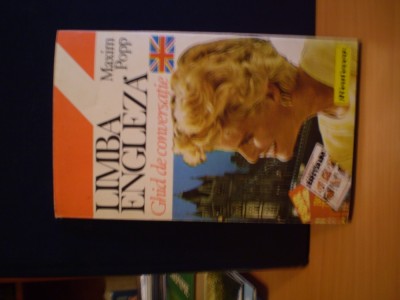 Maxim
Popp
LIMBA
ENGLEZĂ
Ghid de conversaţie